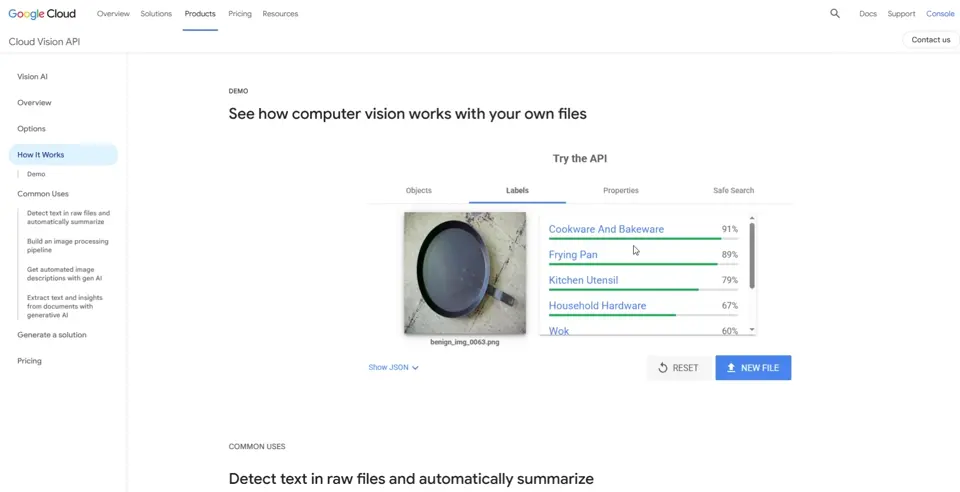 Google Cloud Overview Solutions Products Pricing Resources Docs Support Console
Cloud Vision API Contact us
Vision AI
Overview
Options
How It Works
Demo
Common Uses
Detect text in raw files and
automatically summarize
Build an image processing
pipeline
Get automated image
descriptions with gen AI
Extract text and insights
from documents with
generative AI
Generate a solution
Pricing
DEMO
See how computer vision works with your own files
Try the API
Objects Labels Properties Safe Search
Cookware And Bakeware 91%
Frying Pan 89%
Kitchen Utensil 79%
Household Hardware 67%
Wok 60%
benign_img_0063.png
Show JSON RESET NEW FILE
COMMON USES
Detect text in raw files and automatically summarize